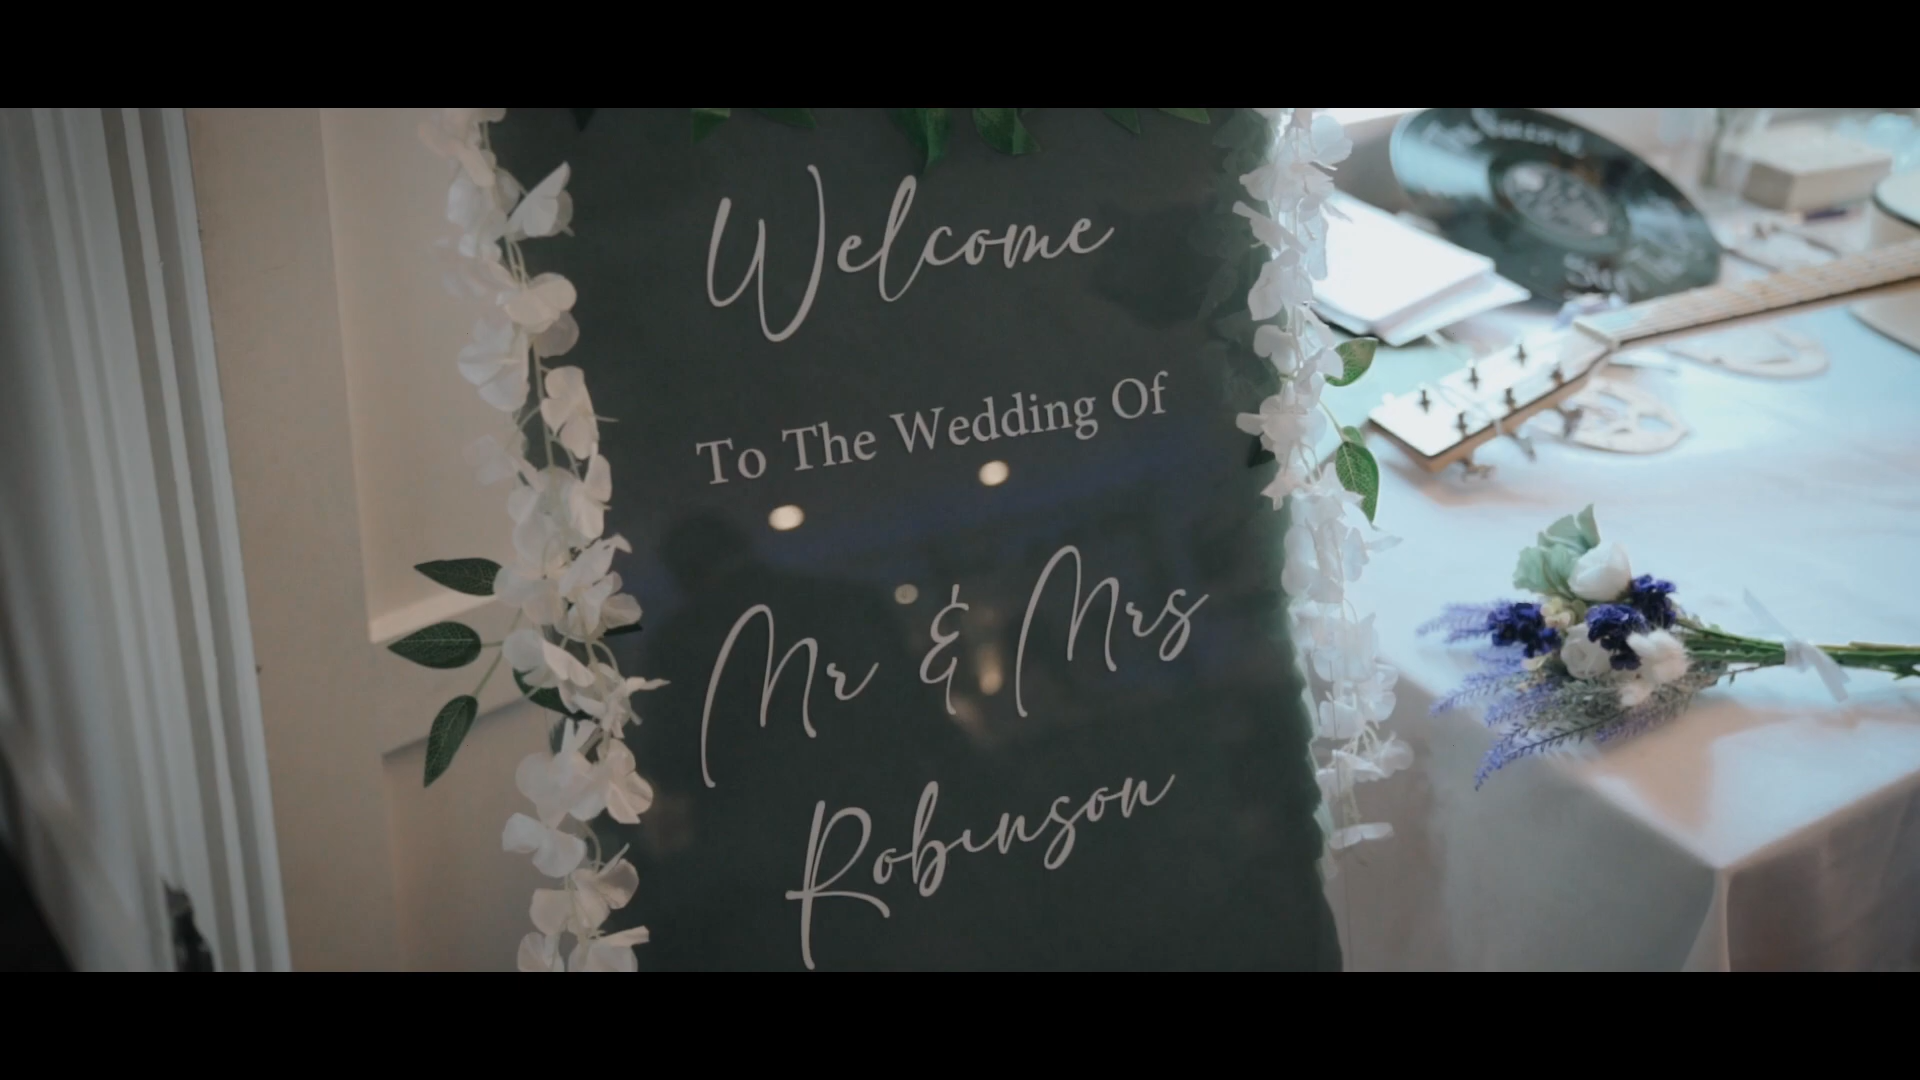 Welcome
To The Wedding Of
Mr & Mrs
Robinson